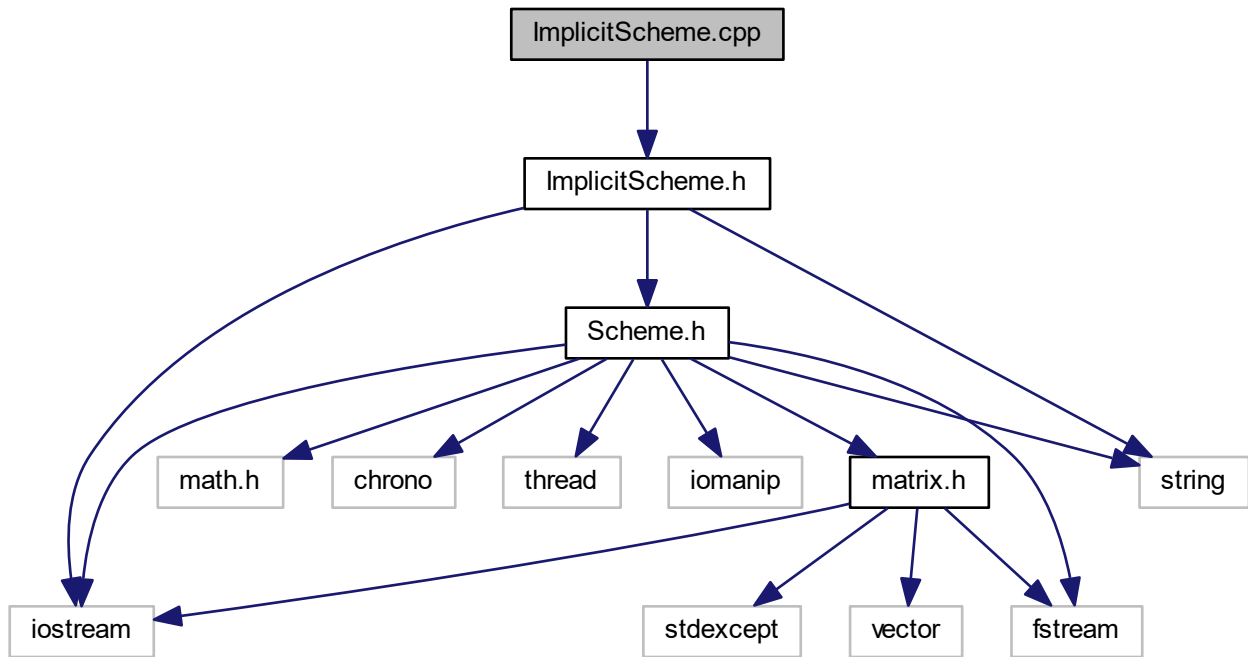 ImplicitScheme.cpp
ImplicitScheme.h
Scheme.h
math.h
chrono
thread
iomanip
matrix.h
string
iostream
stdexcept
vector
fstream